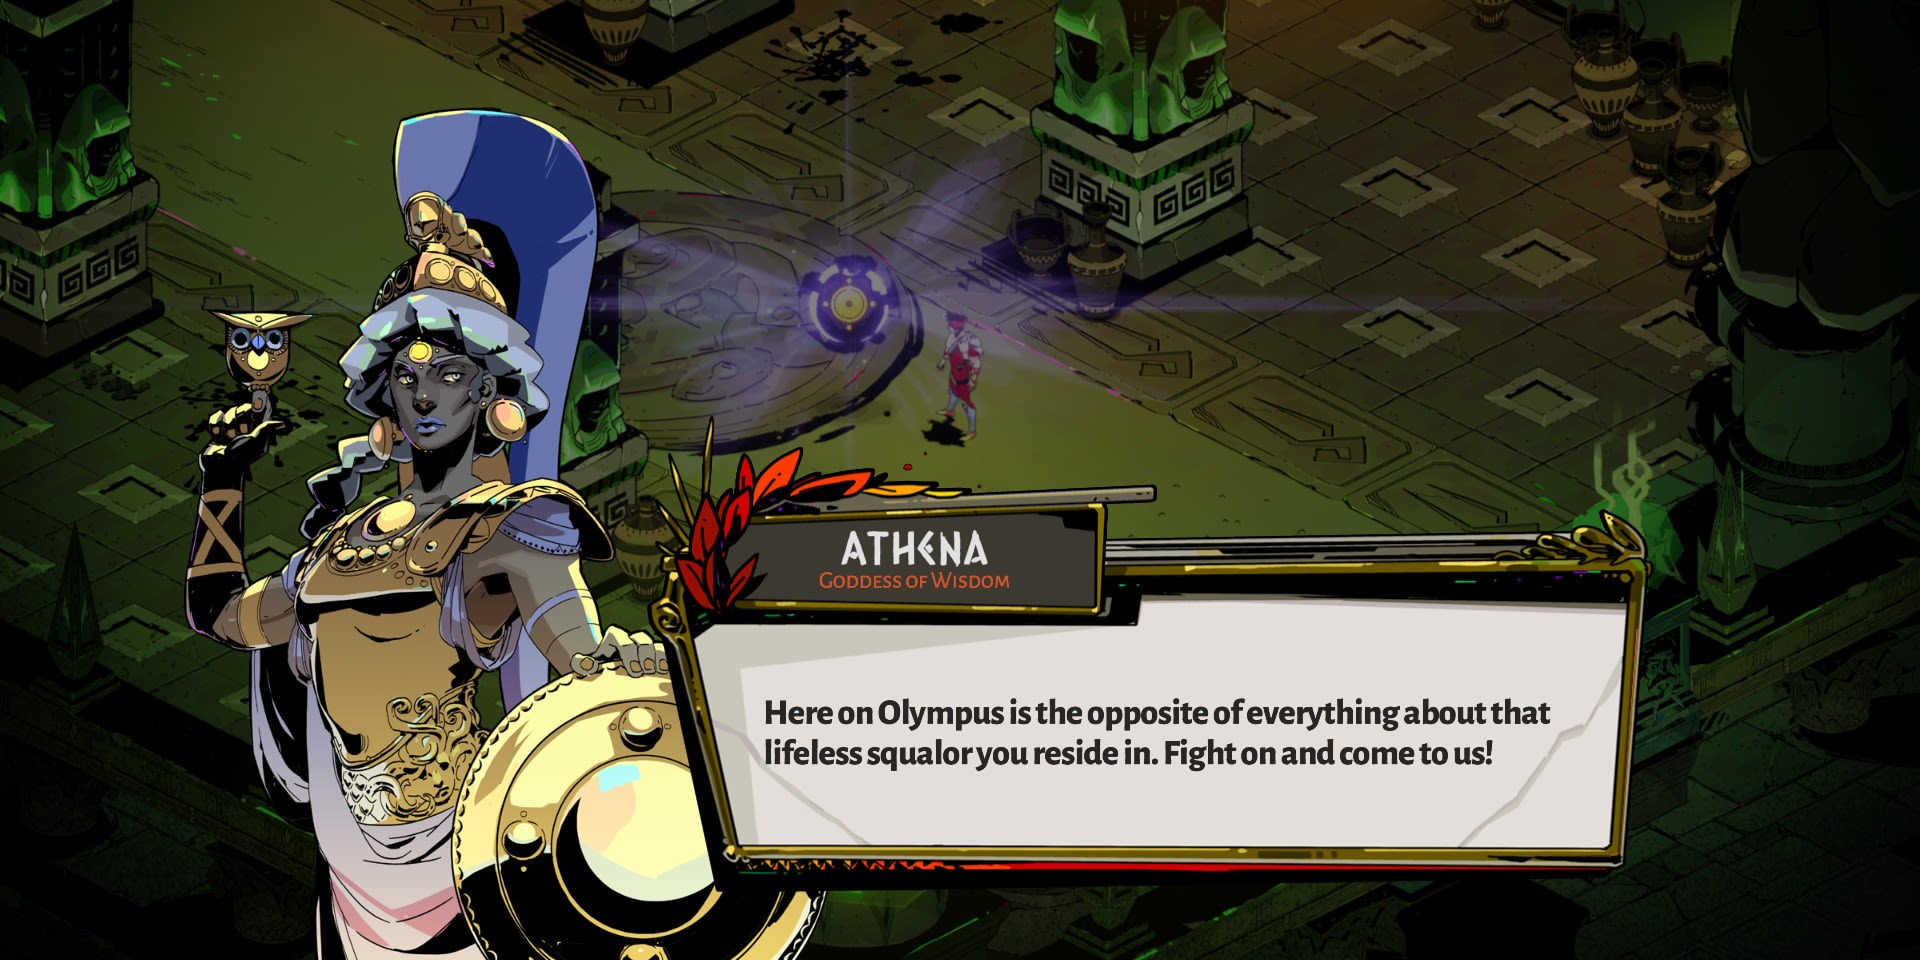 ATHENA
GODDESS OF WISDOM
Here on Olympus is the opposite of everything about that
lifeless squalor you reside in. Fight on and come to us!